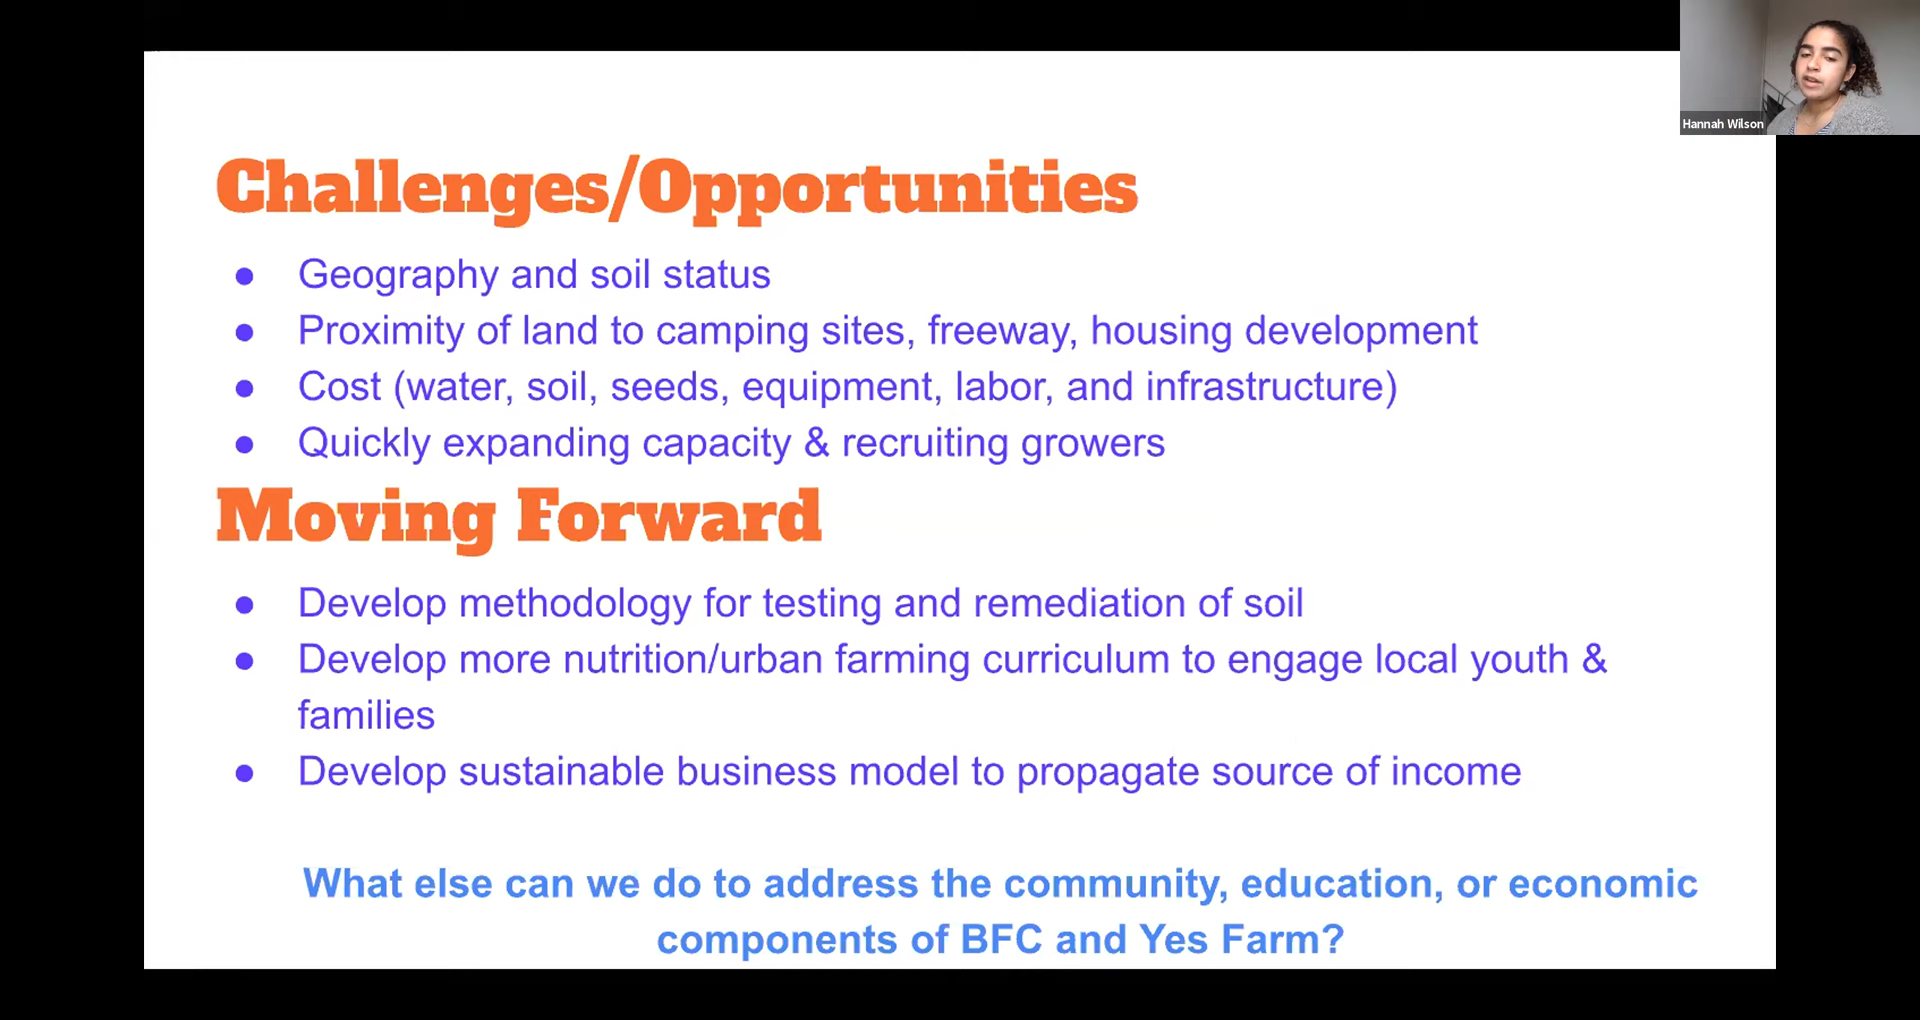 Hannah Wilson
Challenges/Opportunities
● Geography and soil status
● Proximity of land to camping sites, freeway, housing development
● Cost (water, soil, seeds, equipment, labor, and infrastructure)
● Quickly expanding capacity & recruiting growers
Moving Forward
● Develop methodology for testing and remediation of soil
● Develop more nutrition/urban farming curriculum to engage local youth &
families
● Develop sustainable business model to propagate source of income
What else can we do to address the community, education, or economic
components of BFC and Yes Farm?